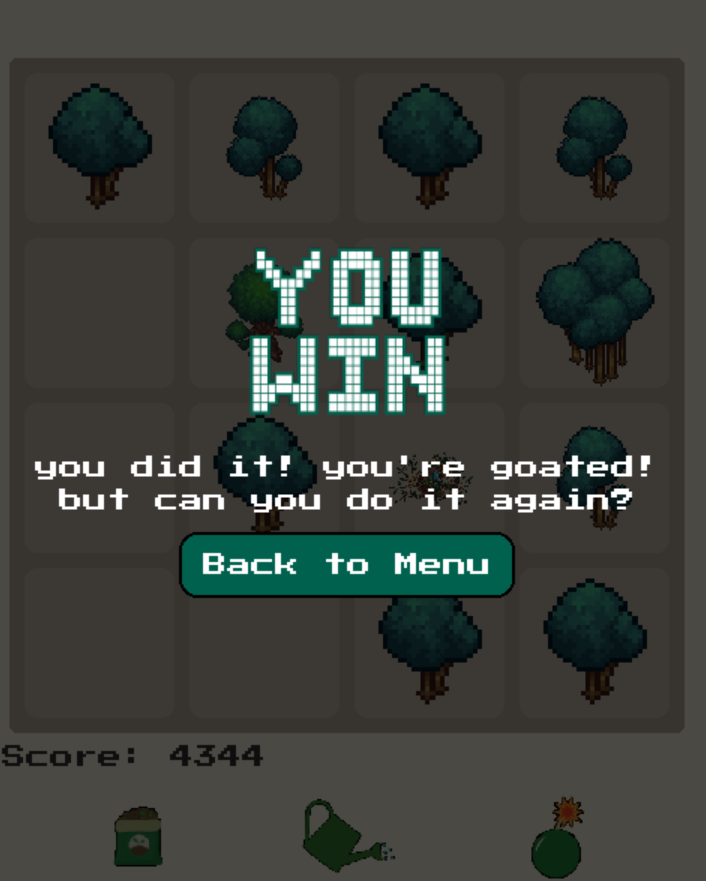 YOU
WIN
you did it! you're goated!
but can you do it again?
Back to Menu
Score: 4344